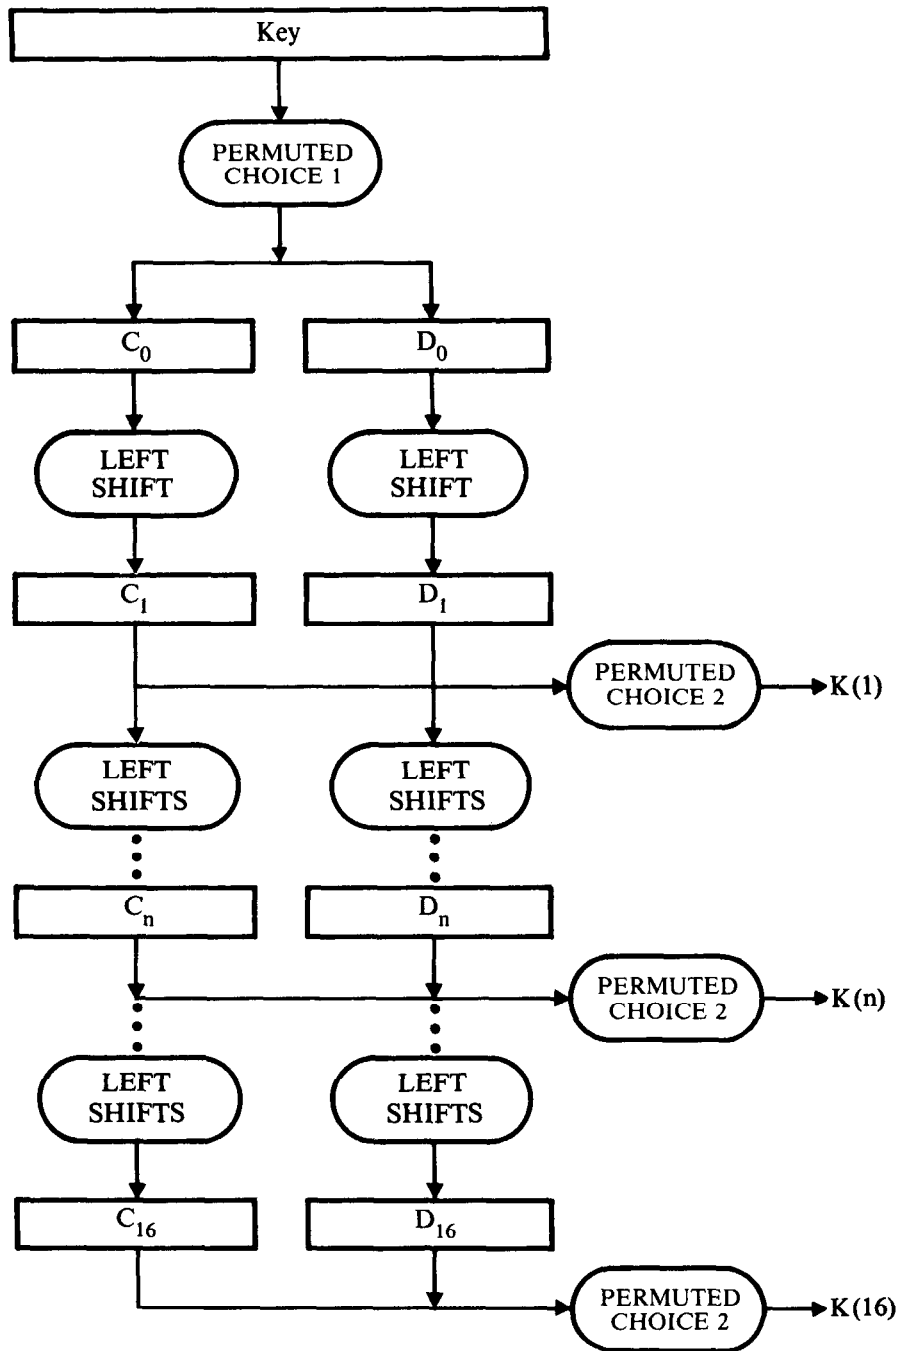 Key
PERMUTED
CHOICE 1
C₀ D₀
LEFT SHIFT LEFT SHIFT
C₁ D₁
PERMUTED
CHOICE 2
K(1)
LEFT SHIFTS LEFT SHIFTS
Cₙ Dₙ
PERMUTED
CHOICE 2
K(n)
LEFT SHIFTS LEFT SHIFTS
C₁₆ D₁₆
PERMUTED
CHOICE 2
K(16)